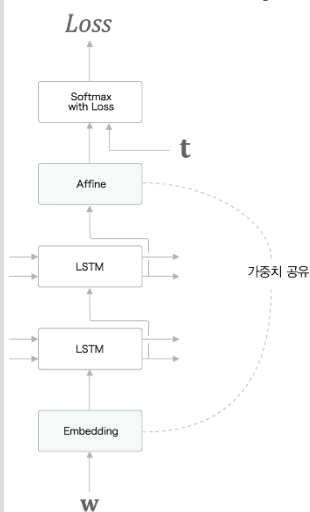 Loss
Softmax
with Loss
t
Affine
LSTM
가중치 공유
LSTM
Embedding
w